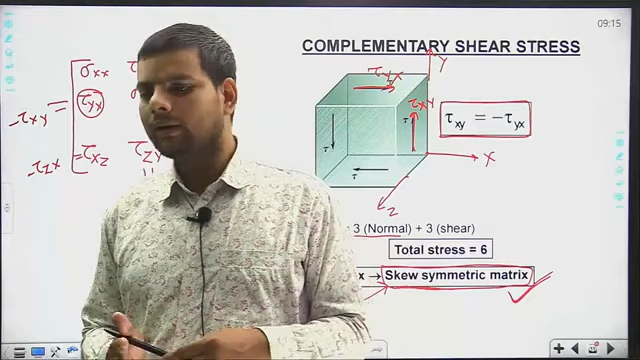 09:15
COMPLEMENTARY SHEAR STRESS
σxx
τyx
Y
-τxy =
τyx
τxy
τ
τxy = -τyx
τ
-τzx = τxz
τzy
X
τ
Z
3 (Normal) + 3 (shear)
Total stress = 6
x → Skew symmetric matrix